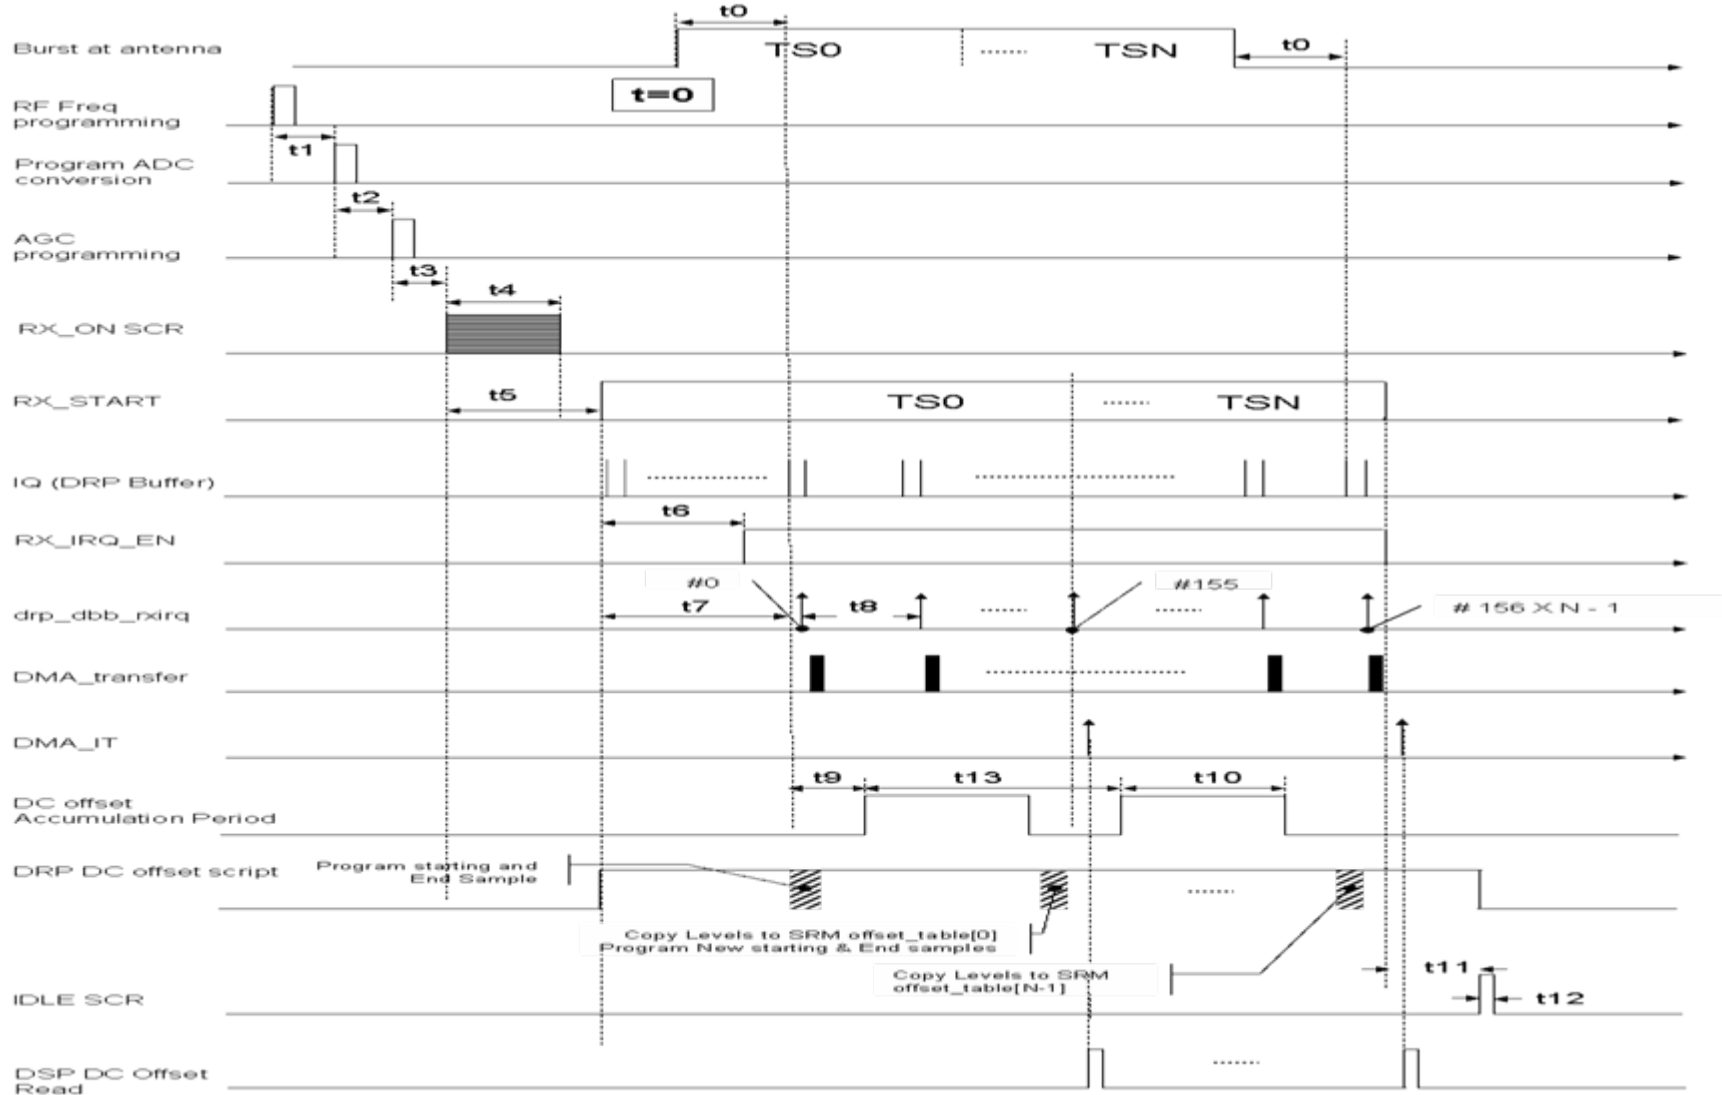 t0
Burst at antenna
TS0
TSN
t0
t=0
RF Freq
programming
t1
Program ADC
conversion
t2
AGC
programming
t3
t4
RX_ON SCR
t5
RX_START
TS0
TSN
IQ (DRP Buffer)
t6
RX_IRQ_EN
#0
#155
# 156 X N - 1
t7
t8
drp_dbb_rxirq
DMA_transfer
DMA_IT
t9
t13
t10
DC offset
Accumulation Period
DRP DC offset script
Program starting and
End Sample
Copy Levels to SRM offset_table[0]
Program New starting & End samples
Copy Levels to SRM
offset_table[N-1]
t11
IDLE SCR
t12
DSP DC Offset
Read